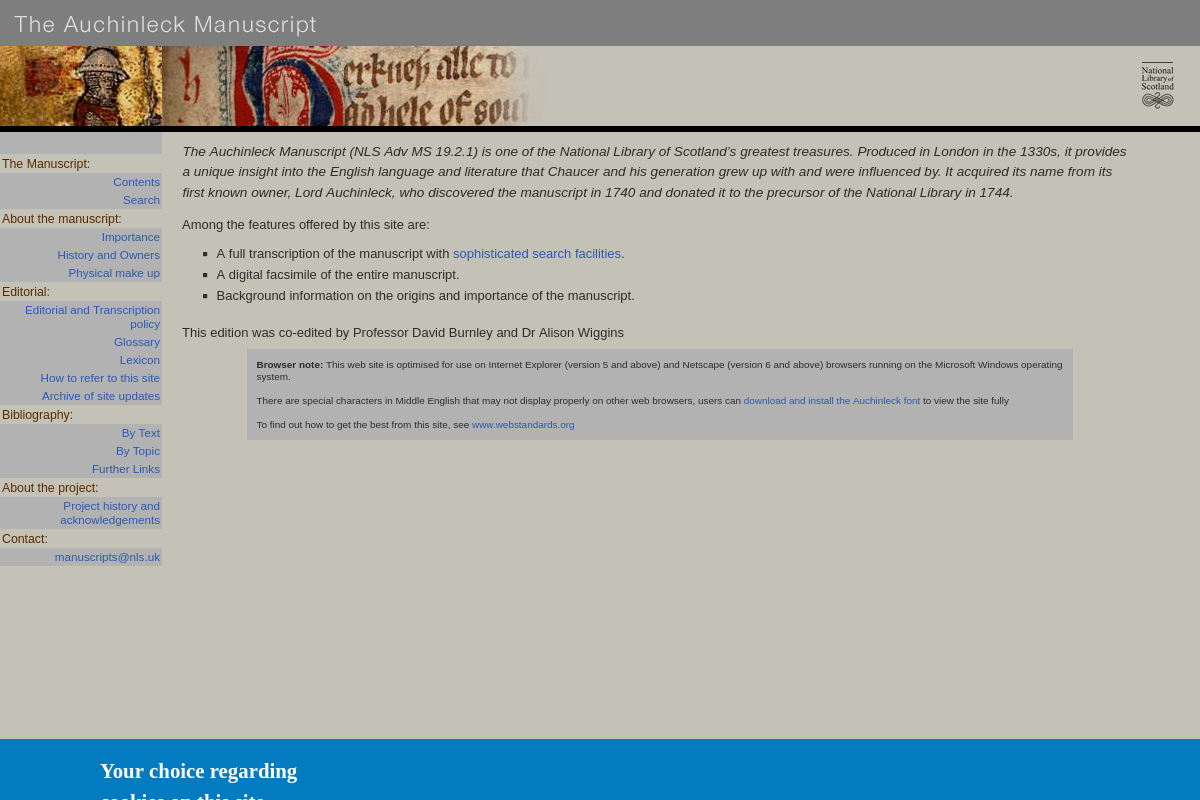 The Auchinleck Manuscript
h
erkneþ alle to
ad hele of soul
National
Library of
Scotland
The Manuscript:
Contents
Search
About the manuscript:
Importance
History and Owners
Physical make up
Editorial:
Editorial and Transcription
policy
Glossary
Lexicon
How to refer to this site
Archive of site updates
Bibliography:
By Text
By Topic
Further Links
About the project:
Project history and
acknowledgements
Contact:
manuscripts@nls.uk
The Auchinleck Manuscript (NLS Adv MS 19.2.1) is one of the National Library of Scotland’s greatest treasures. Produced in London in the 1330s, it provides
a unique insight into the English language and literature that Chaucer and his generation grew up with and were influenced by. It acquired its name from its
first known owner, Lord Auchinleck, who discovered the manuscript in 1740 and donated it to the precursor of the National Library in 1744.
Among the features offered by this site are:
A full transcription of the manuscript with sophisticated search facilities.
A digital facsimile of the entire manuscript.
Background information on the origins and importance of the manuscript.
This edition was co-edited by Professor David Burnley and Dr Alison Wiggins
Browser note: This web site is optimised for use on Internet Explorer (version 5 and above) and Netscape (version 6 and above) browsers running on the Microsoft Windows operating
system.
There are special characters in Middle English that may not display properly on other web browsers, users can download and install the Auchinleck font to view the site fully
To find out how to get the best from this site, see www.webstandards.org
Your choice regarding
cookies on this site